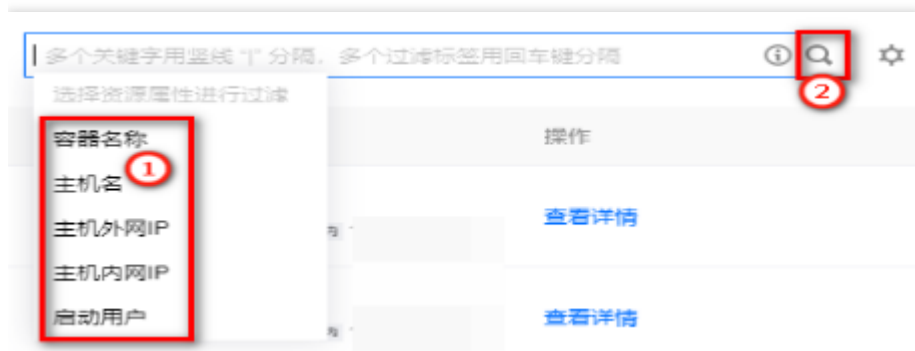 多个关键字用竖线 "|" 分隔，多个过滤标签用回车键分隔
2
选择资源属性进行过滤
容器名称
操作
1
主机名
主机外网IP
查看详情
主机内网IP
启动用户
查看详情